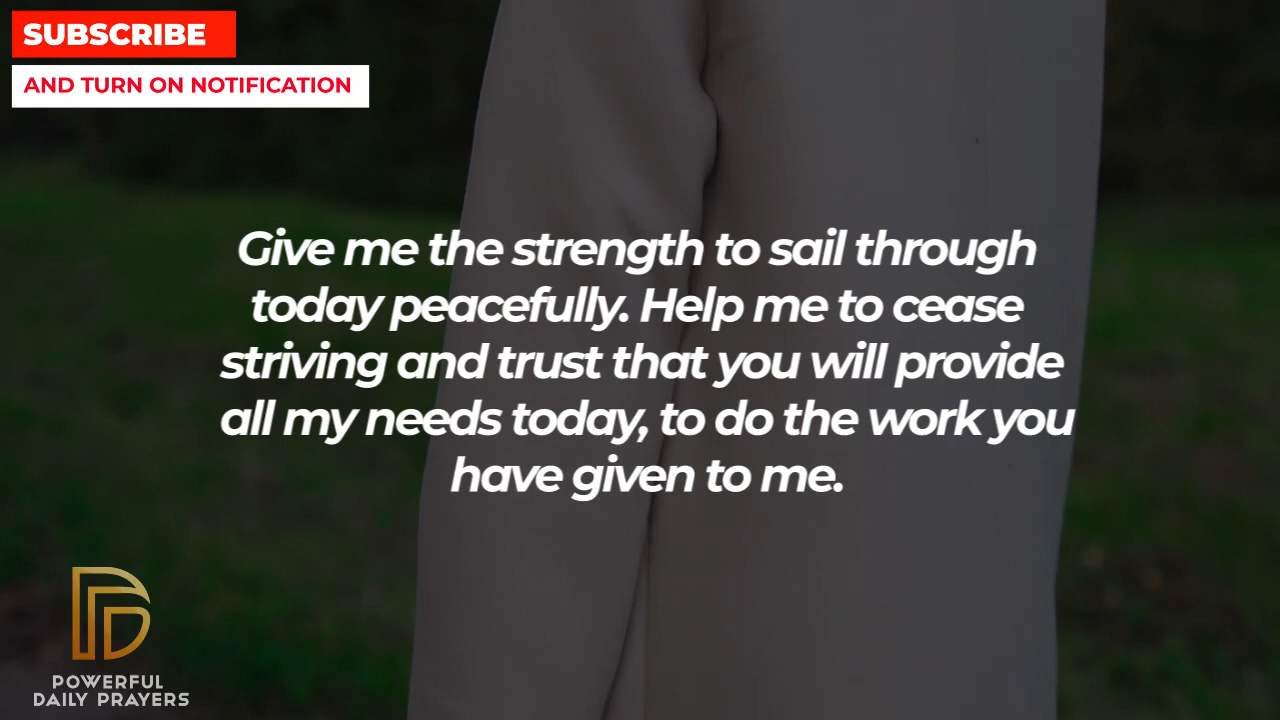 SUBSCRIBE
AND TURN ON NOTIFICATION
Give me the strength to sail through
today peacefully. Help me to cease
striving and trust that you will provide
all my needs today, to do the work you
have given to me.
POWERFUL
DAILY PRAYERS